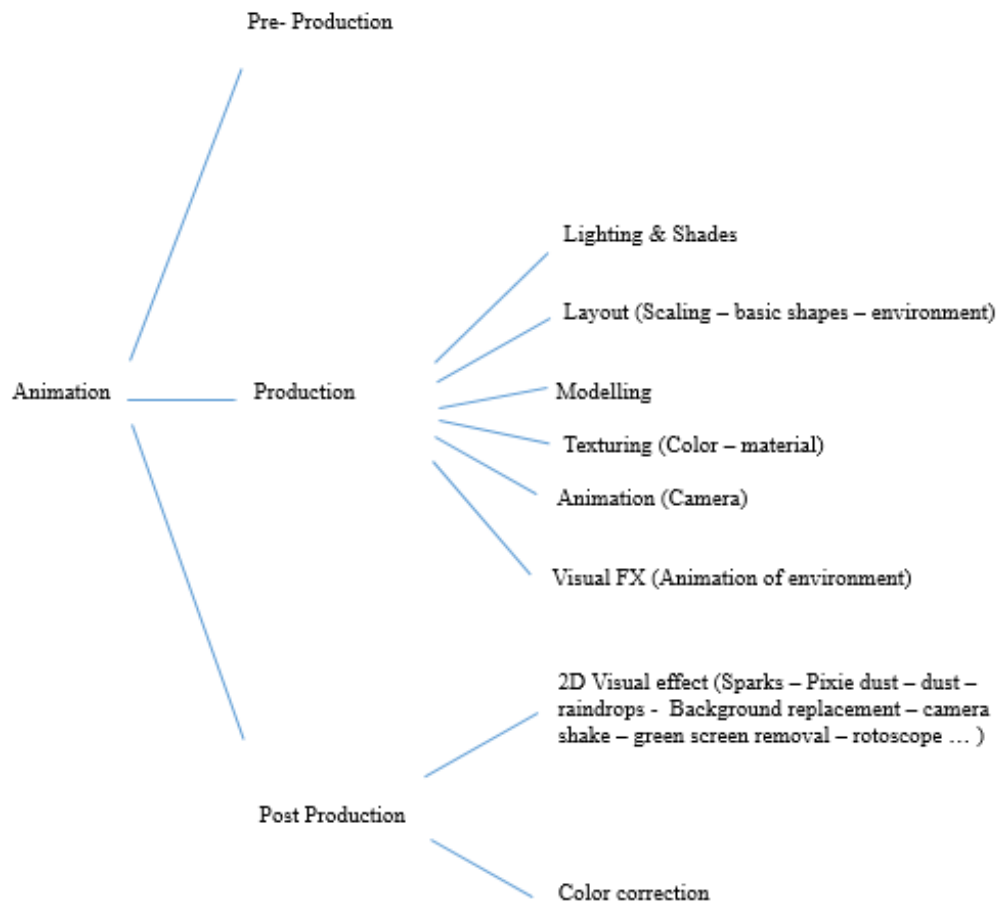 Pre- Production
Lighting & Shades
Layout (Scaling – basic shapes – environment)
Animation
Production
Modelling
Texturing (Color – material)
Animation (Camera)
Visual FX (Animation of environment)
2D Visual effect (Sparks – Pixie dust – dust –
raindrops - Background replacement – camera
shake – green screen removal – rotoscope … )
Post Production
Color correction